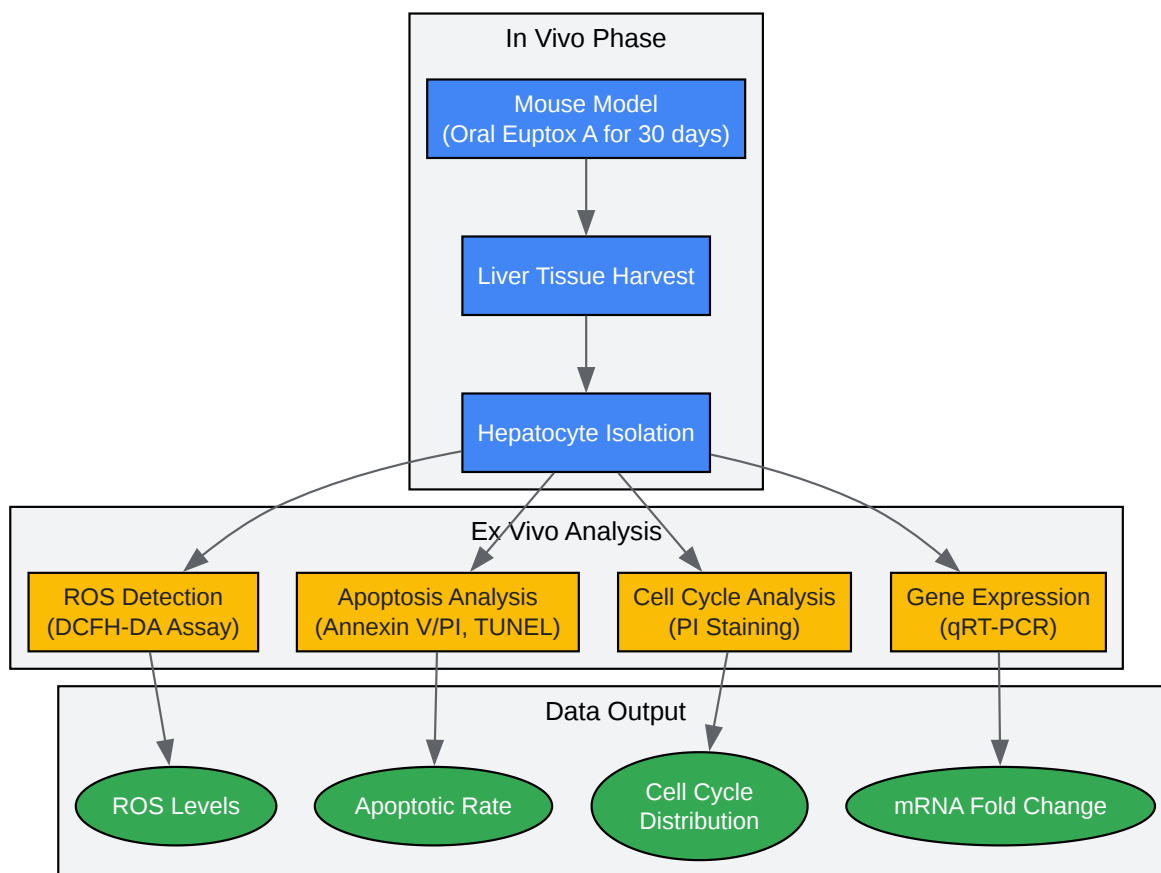 In Vivo Phase
Mouse Model
(Oral Euptox A for 30 days)
Liver Tissue Harvest
Hepatocyte Isolation
Ex Vivo Analysis
ROS Detection
(DCFH-DA Assay)
Apoptosis Analysis
(Annexin V/PI, TUNEL)
Cell Cycle Analysis
(PI Staining)
Gene Expression
(qRT-PCR)
Data Output
ROS Levels
Apoptotic Rate
Cell Cycle
Distribution
mRNA Fold Change